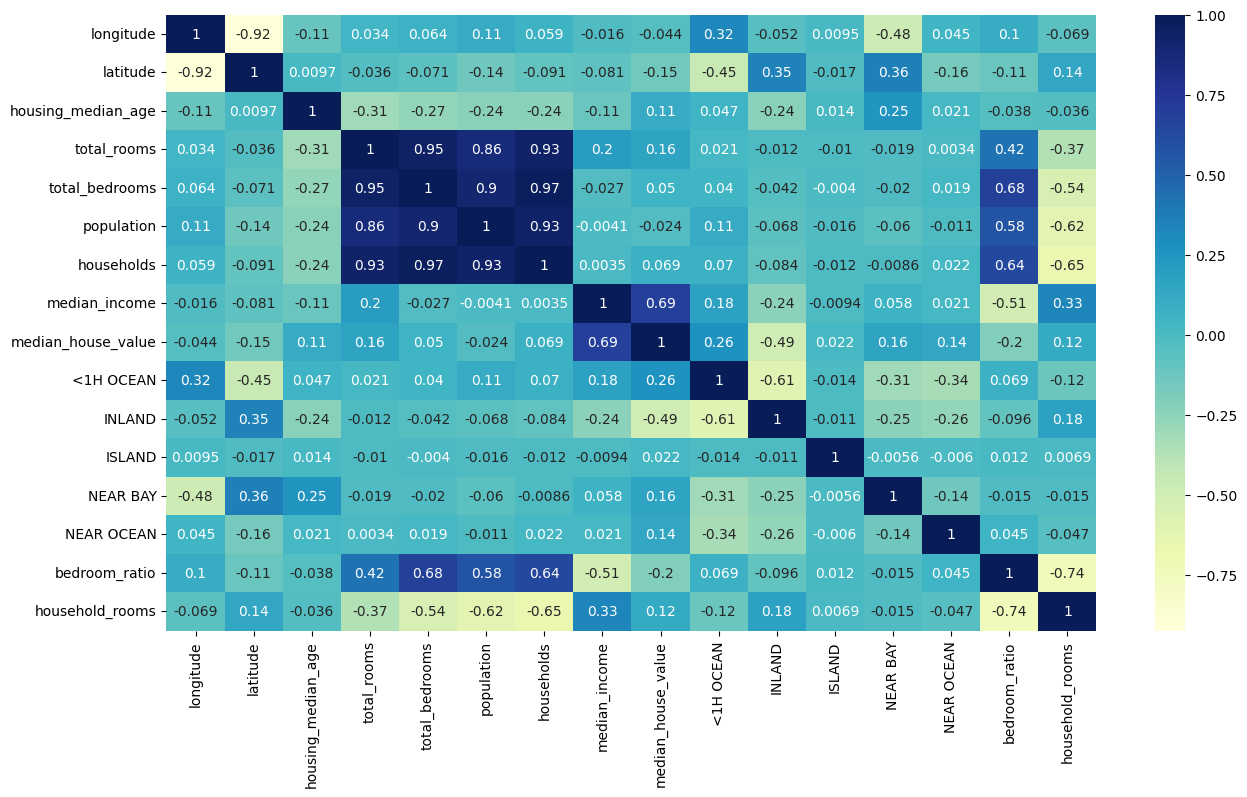 longitude 1 -0.92 -0.11 0.034 0.064 0.11 0.059 -0.016 -0.044 0.32 -0.052 0.0095 -0.48 0.045 0.1 -0.069
latitude -0.92 1 0.0097 -0.036 -0.071 -0.14 -0.091 -0.081 -0.15 -0.45 0.35 -0.017 0.36 -0.16 -0.11 0.14
housing_median_age -0.11 0.0097 1 -0.31 -0.27 -0.24 -0.24 -0.11 0.11 0.047 -0.24 0.014 0.25 0.021 -0.038 -0.036
total_rooms 0.034 -0.036 -0.31 1 0.95 0.86 0.93 0.2 0.16 0.021 -0.012 -0.01 -0.019 0.0034 0.42 -0.37
total_bedrooms 0.064 -0.071 -0.27 0.95 1 0.9 0.97 -0.027 0.05 0.04 -0.042 -0.004 -0.02 0.019 0.68 -0.54
population 0.11 -0.14 -0.24 0.86 0.9 1 0.93 -0.0041 -0.024 0.11 -0.068 -0.016 -0.06 -0.011 0.58 -0.62
households 0.059 -0.091 -0.24 0.93 0.97 0.93 1 0.0035 0.069 0.07 -0.084 -0.012 -0.0086 0.022 0.64 -0.65
median_income -0.016 -0.081 -0.11 0.2 -0.027 -0.0041 0.0035 1 0.69 0.18 -0.24 -0.0094 0.058 0.021 -0.51 0.33
median_house_value -0.044 -0.15 0.11 0.16 0.05 -0.024 0.069 0.69 1 0.26 -0.49 0.022 0.16 0.14 -0.2 0.12
<1H OCEAN 0.32 -0.45 0.047 0.021 0.04 0.11 0.07 0.18 0.26 1 -0.61 -0.014 -0.31 -0.34 0.069 -0.12
INLAND -0.052 0.35 -0.24 -0.012 -0.042 -0.068 -0.084 -0.24 -0.49 -0.61 1 -0.011 -0.25 -0.26 -0.096 0.18
ISLAND 0.0095 -0.017 0.014 -0.01 -0.004 -0.016 -0.012 -0.0094 0.022 -0.014 -0.011 1 -0.0056 -0.006 0.012 0.0069
NEAR BAY -0.48 0.36 0.25 -0.019 -0.02 -0.06 -0.0086 0.058 0.16 -0.31 -0.25 -0.0056 1 -0.14 -0.015 -0.015
NEAR OCEAN 0.045 -0.16 0.021 0.0034 0.019 -0.011 0.022 0.021 0.14 -0.34 -0.26 -0.006 -0.14 1 0.045 -0.047
bedroom_ratio 0.1 -0.11 -0.038 0.42 0.68 0.58 0.64 -0.51 -0.2 0.069 -0.096 0.012 -0.015 0.045 1 -0.74
household_rooms -0.069 0.14 -0.036 -0.37 -0.54 -0.62 -0.65 0.33 0.12 -0.12 0.18 0.0069 -0.015 -0.047 -0.74 1
longitude
latitude
housing_median_age
total_rooms
total_bedrooms
population
households
median_income
median_house_value
<1H OCEAN
INLAND
ISLAND
NEAR BAY
NEAR OCEAN
bedroom_ratio
household_rooms
1.00
0.75
0.50
0.25
0.00
-0.25
-0.50
-0.75